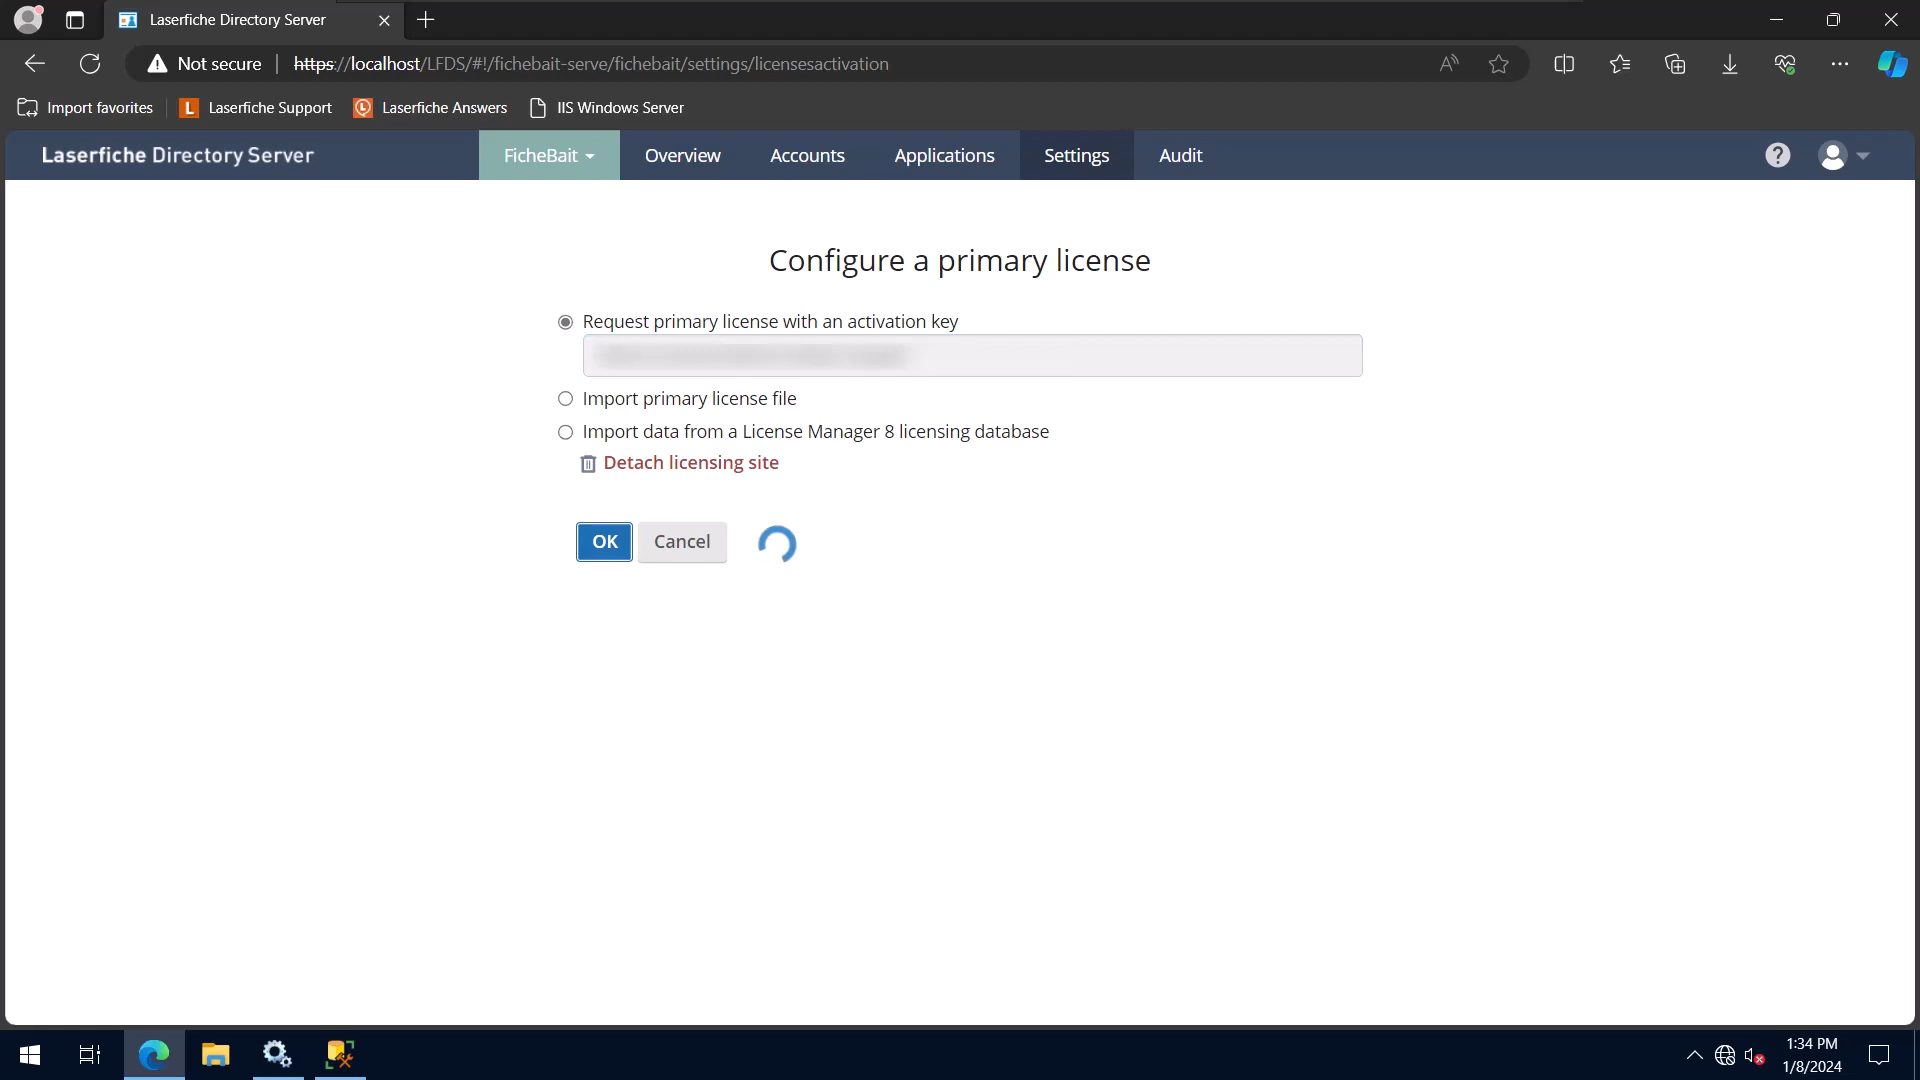 Laserfiche Directory Server
Not secure
https://localhost/LFDS/#!/fichebait-serve/fichebait/settings/licensesactivation
Import favorites
Laserfiche Support
Laserfiche Answers
IIS Windows Server
Laserfiche Directory Server
FicheBait
Overview
Accounts
Applications
Settings
Audit
Configure a primary license
Request primary license with an activation key
Import primary license file
Import data from a License Manager 8 licensing database
Detach licensing site
OK
Cancel
1:34 PM
1/8/2024